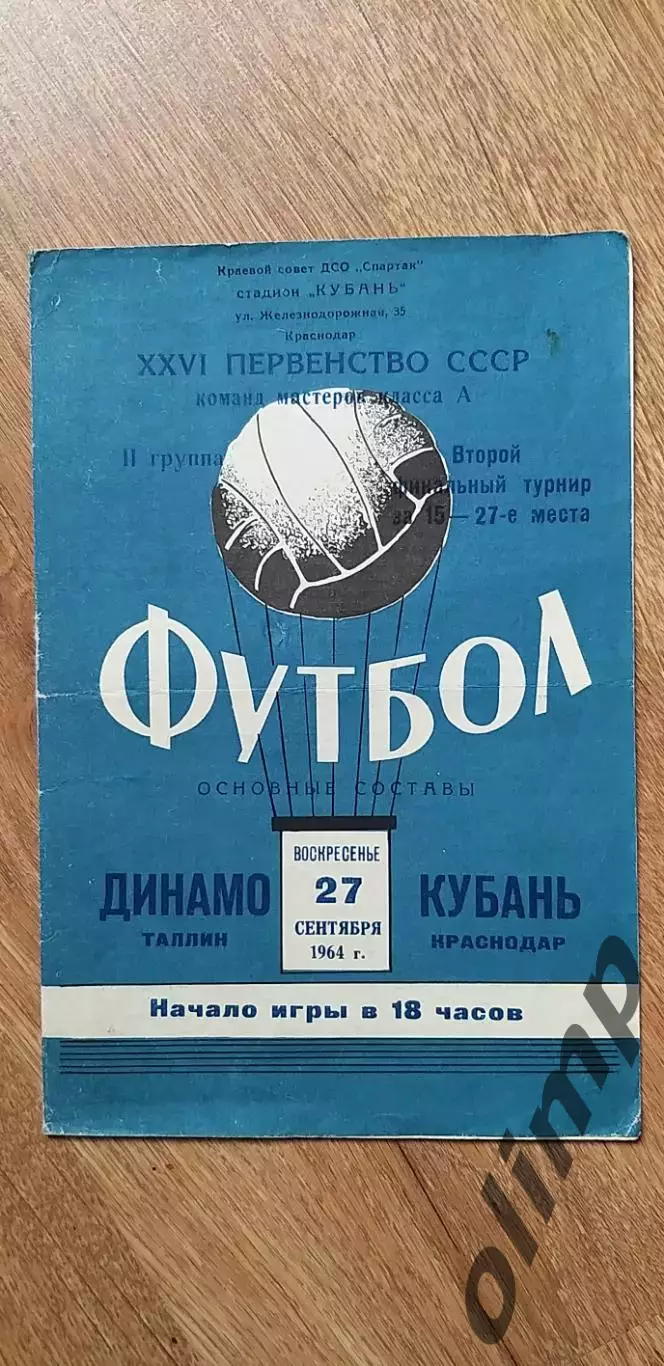 Краевой совет ДСО „Спартак“
стадион „КУБАНЬ“
ул. Железнодорожная, 35
Краснодар
XXVI ПЕРВЕНСТВО СССР
команд мастеров класса А
II группа
Второй
финальный турнир
за 15—27-е места
ФУТБОЛ
ОСНОВНЫЕ СОСТАВЫ
ДИНАМО
ТАЛЛИН
ВОСКРЕСЕНЬЕ
27
СЕНТЯБРЯ
1964 г.
КУБАНЬ
КРАСНОДАР
Начало игры в 18 часов
olimp